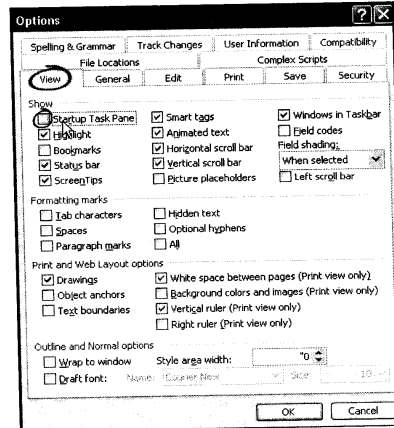 Options
Spelling & Grammar Track Changes User Information Compatibility
File Locations Complex Scripts
View General Edit Print Save Security
Show
Startup Task Pane Smart tags Windows in Taskbar
Highlight Animated text Field codes
Bookmarks Horizontal scroll bar Field shading:
Status bar Vertical scroll bar When selected
ScreenTips Picture placeholders Left scroll bar
Formatting marks
Tab characters Hidden text
Spaces Optional hyphens
Paragraph marks All
Print and Web Layout options
Drawings White space between pages (Print view only)
Object anchors Background colors and images (Print view only)
Text boundaries Vertical ruler (Print view only)
Right ruler (Print view only)
Outline and Normal options
Wrap to window Style area width: "0
Draft font: Name: Courier New Size: 10
OK Cancel